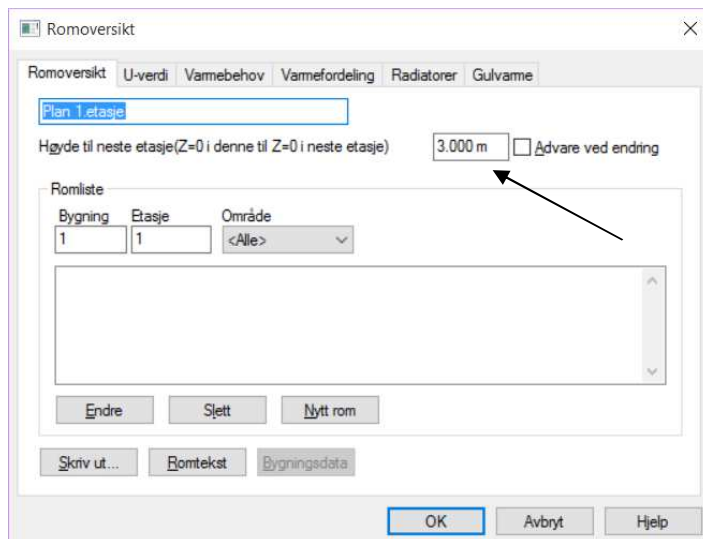 Romoversikt
Romoversikt U-verdi Varmebehov Varmefordeling Radiatorer Gulvarme
Plan 1.etasje
Høyde til neste etasje(Z=0 i denne til Z=0 i neste etasje) 3.000 m Advare ved endring
Romliste
Bygning Etasje Område
1 1 <Alle>
Endre Slett Nytt rom
Skriv ut... Romtekst Bygningsdata
OK Avbryt Hjelp